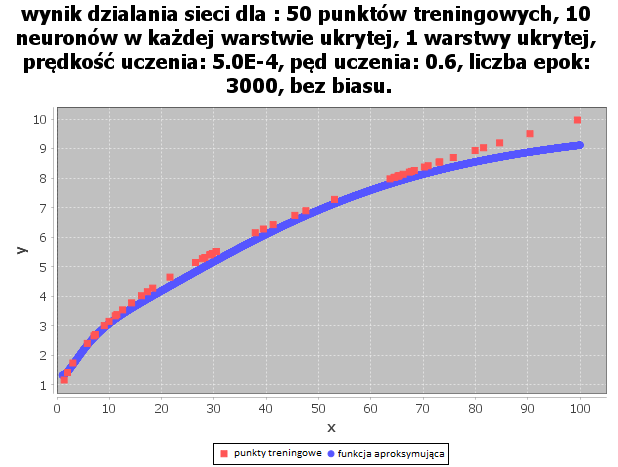 wynik dzialania sieci dla : 50 punktów treningowych, 10
neuronów w każdej warstwie ukrytej, 1 warstwy ukrytej,
prędkość uczenia: 5.0E-4, pęd uczenia: 0.6, liczba epok:
3000, bez biasu.
10
9
8
7
6
5
4
3
2
1
y
0 10 20 30 40 50 60 70 80 90 100
x
punkty treningowe funkcja aproksymująca